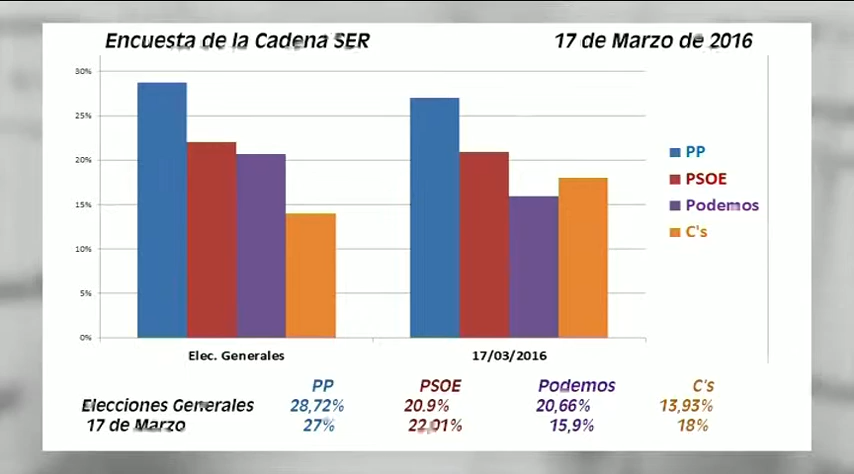 Encuesta de la Cadena SER 17 de Marzo de 2016
30%
25%
20%
15%
10%
5%
0%
PP
PSOE
Podemos
C's
Elec. Generales 17/03/2016
PP PSOE Podemos C's
Elecciones Generales 28,72% 20.9% 20,66% 13,93%
17 de Marzo 27% 22,01% 15,9% 18%